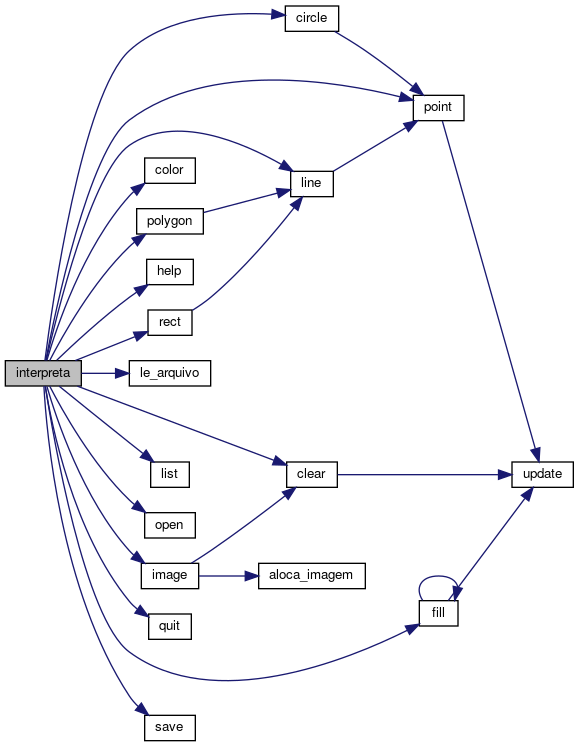 circle
point
color
line
polygon
help
rect
interpreta
le_arquivo
list
clear
update
open
image
aloca_imagem
fill
quit
save